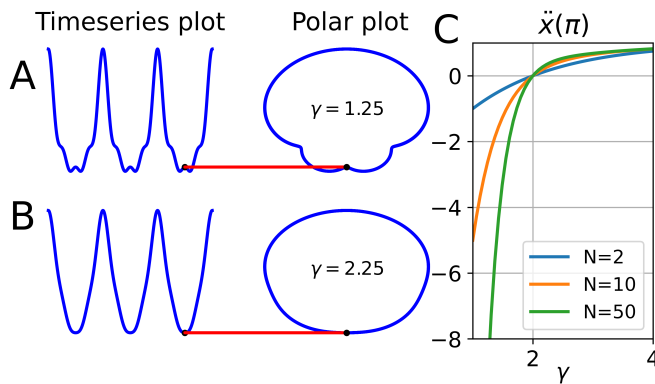 Timeseries plot
Polar plot
A
γ = 1.25
B
γ = 2.25
C
ẍ(π)
0
−2
−4
−6
−8
N=2
N=10
N=50
2
4
γ